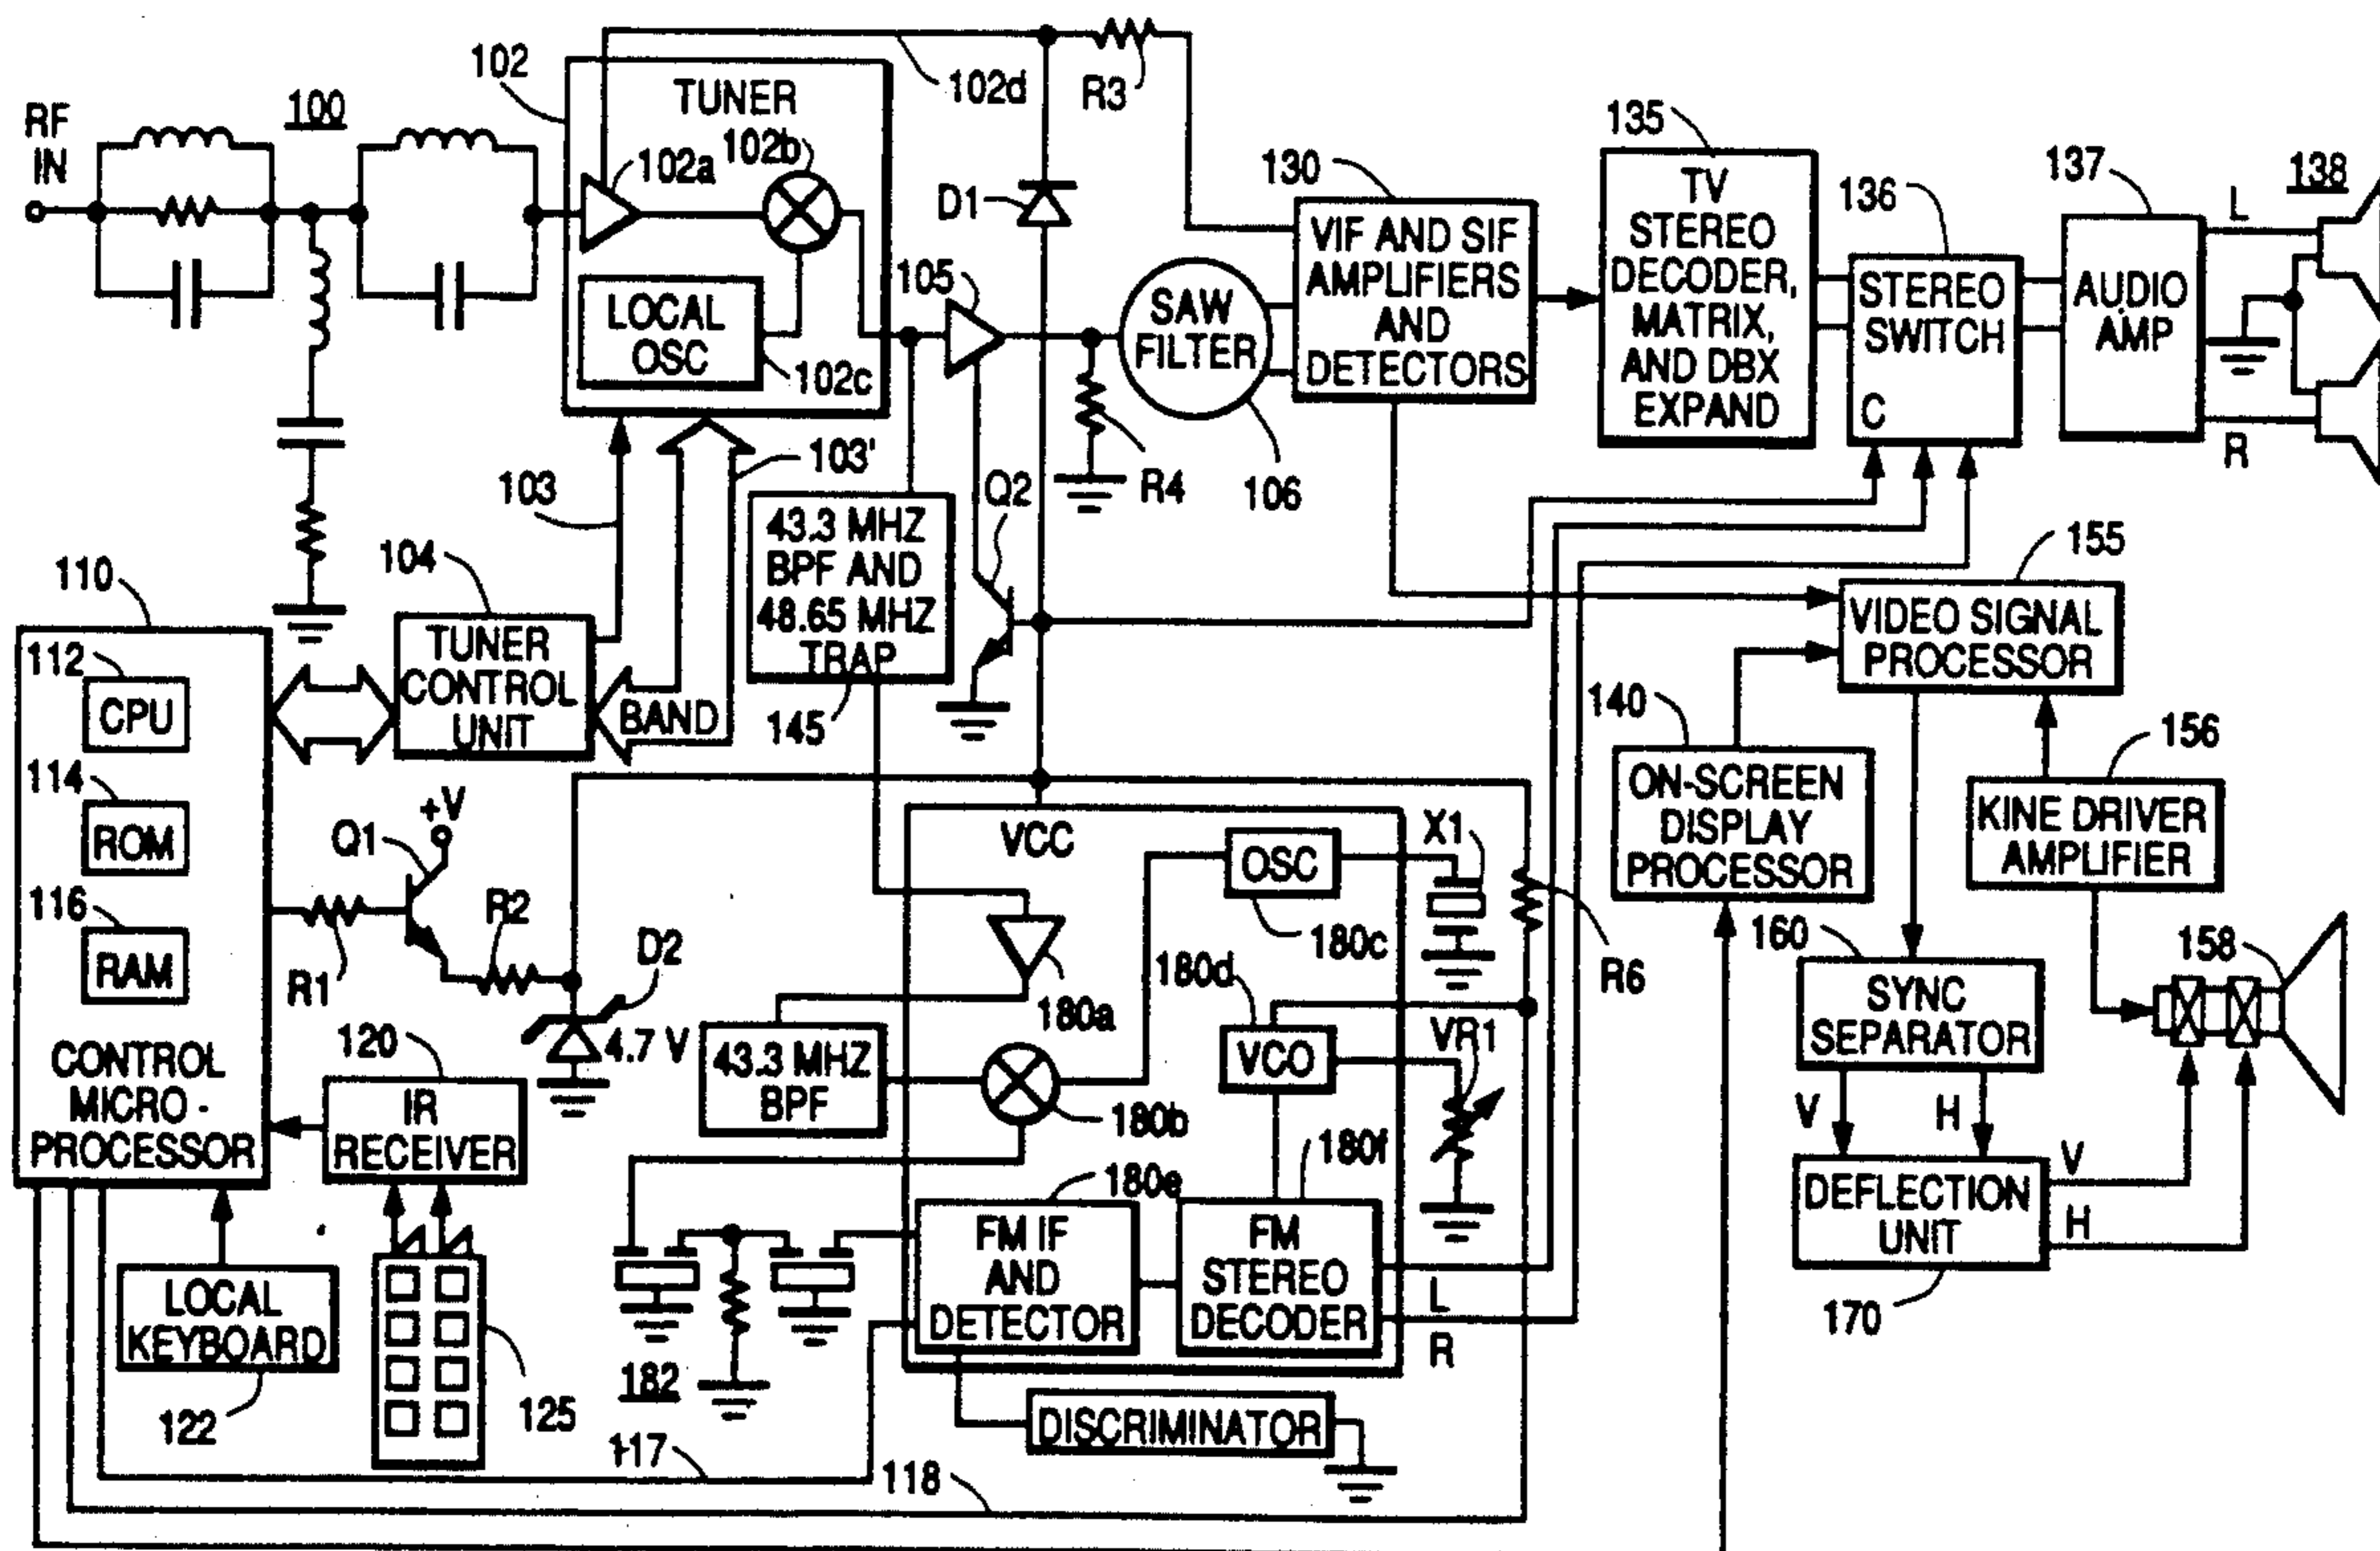 RF
IN
100
102
TUNER
102a
102b
LOCAL
OSC
102c
102d
R3
D1
105
SAW
FILTER
106
R4
130
VIF AND SIF
AMPLIFIERS
AND
DETECTORS
135
TV
STEREO
DECODER,
MATRIX,
AND DBX
EXPAND
136
STEREO
SWITCH
C
137
AUDIO
AMP
L
R
138
103
103'
104
TUNER
CONTROL
UNIT
BAND
43.3 MHZ
BPF AND
48.65 MHZ
TRAP
145
Q2
110
112
CPU
114
ROM
116
RAM
CONTROL
MICRO-
PROCESSOR
Q1
+V
R1
R2
D2
4.7 V
120
IR
RECEIVER
LOCAL
KEYBOARD
122
125
VCC
OSC
180c
X1
180a
43.3 MHZ
BPF
180b
180d
VCO
VR1
R6
180e
FM IF
AND
DETECTOR
180f
FM
STEREO
DECODER
L
R
182
DISCRIMINATOR
117
118
155
VIDEO SIGNAL
PROCESSOR
140
ON-SCREEN
DISPLAY
PROCESSOR
156
KINE DRIVER
AMPLIFIER
158
160
SYNC
SEPARATOR
V
H
DEFLECTION
UNIT
V
H
170